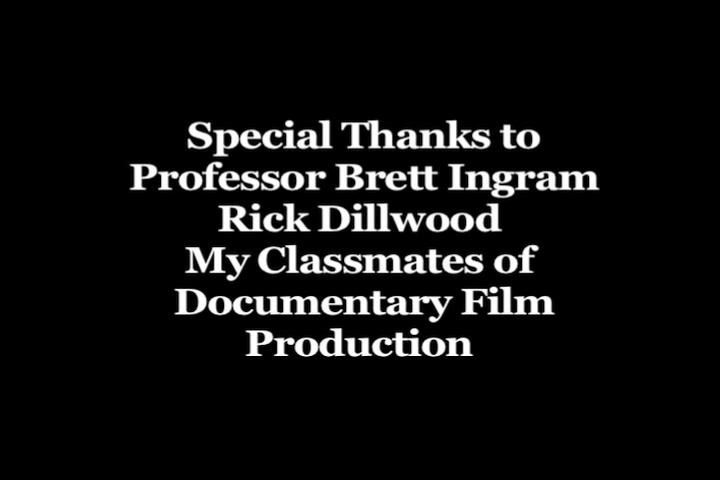 Special Thanks to
Professor Brett Ingram
Rick Dillwood
My Classmates of
Documentary Film
Production